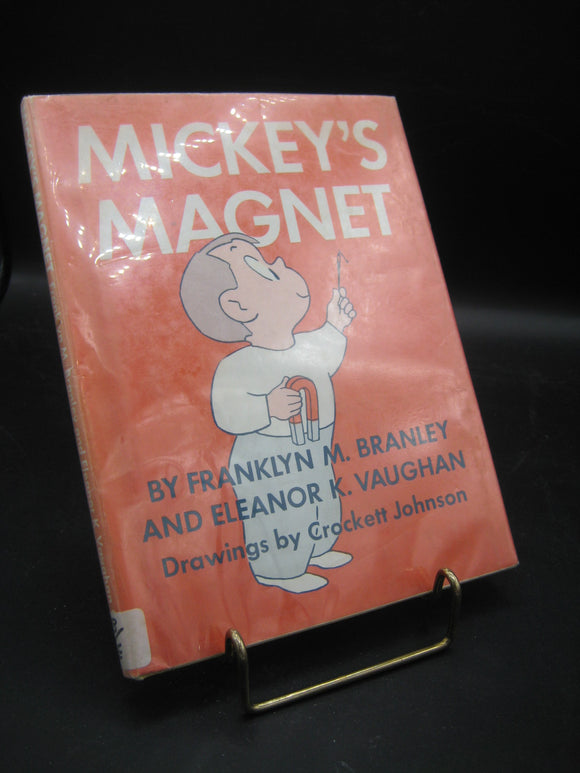 MICKEY'S
MAGNET
BY FRANKLYN M. BRANLEY
AND ELEANOR K. VAUGHAN
Drawings by Crockett Johnson